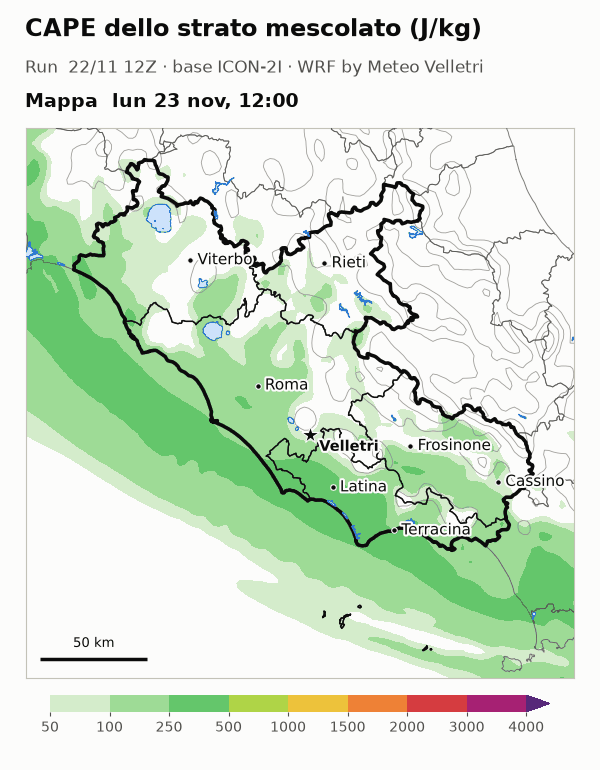 CAPE dello strato mescolato (J/kg)
Run  22/11 12Z · base ICON-2I · WRF by Meteo Velletri
Mappa  lun 23 nov, 12:00
Viterbo
Rieti
Roma
Velletri
Frosinone
Cassino
Latina
Terracina
50 km
50 100 250 500 1000 1500 2000 3000 4000